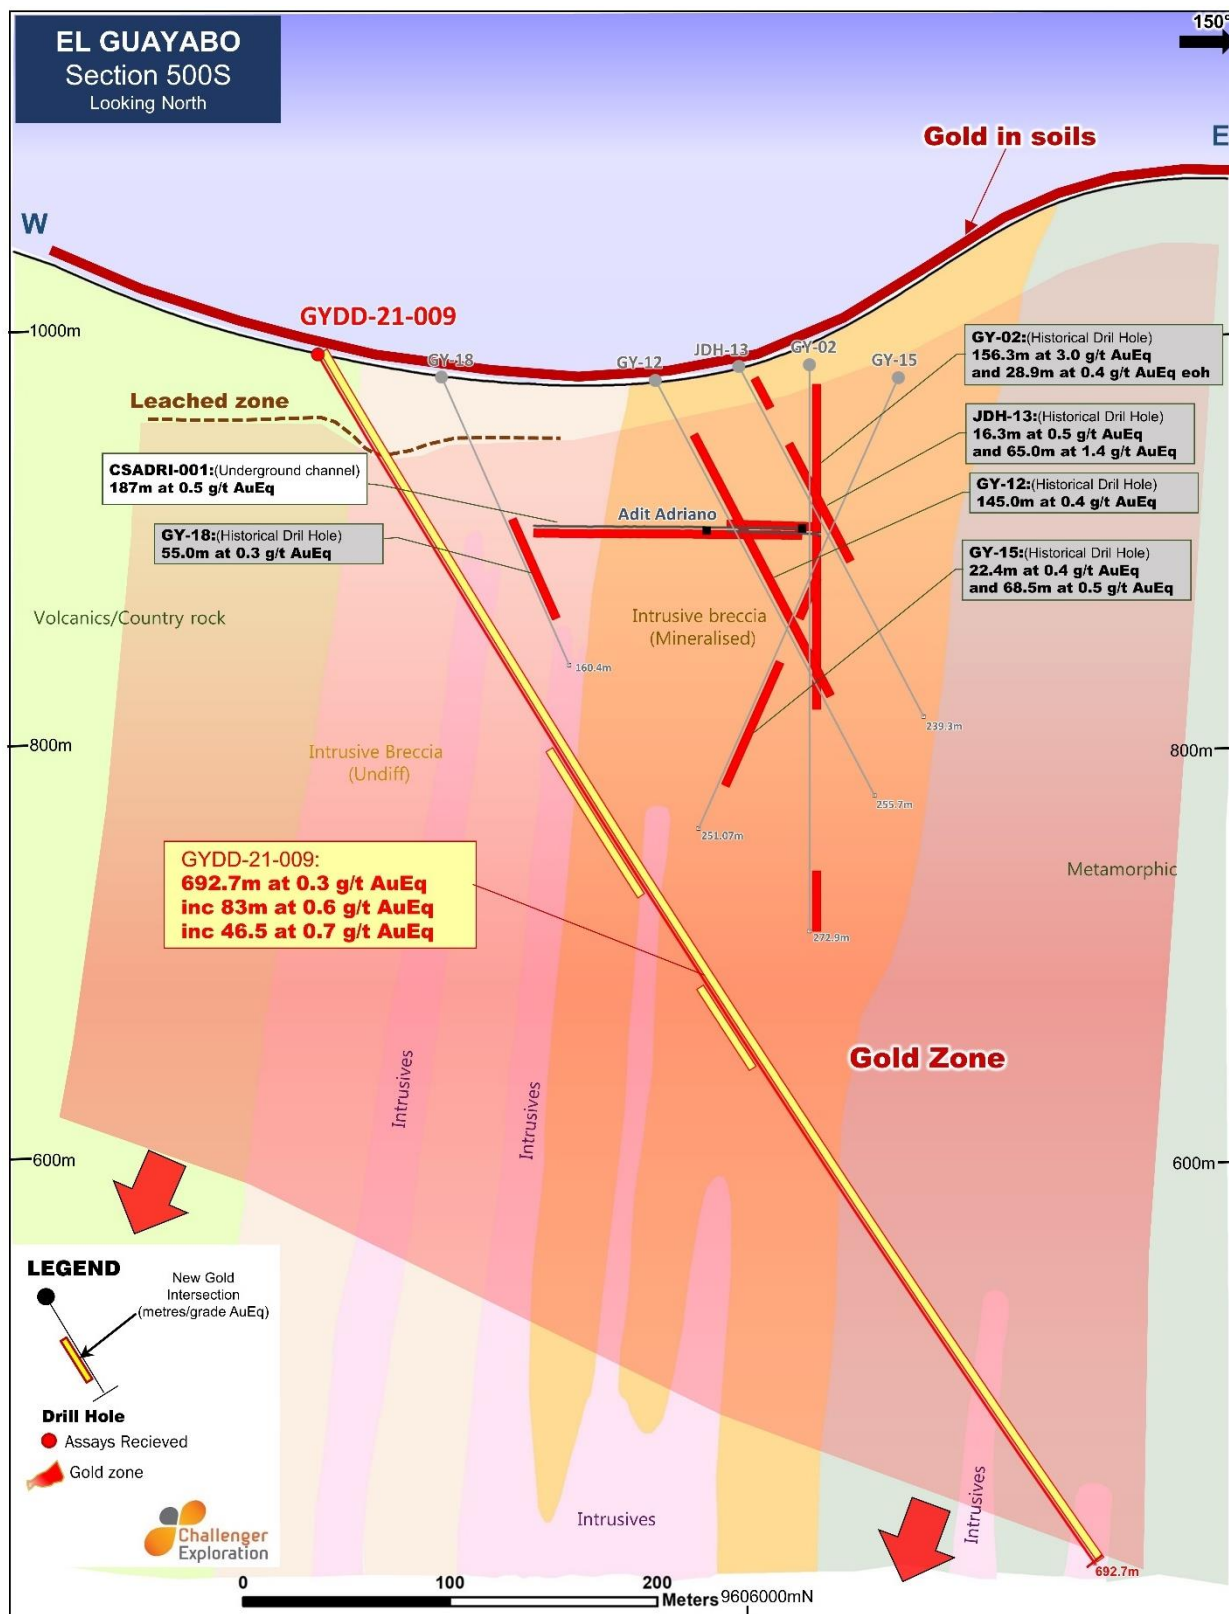 EL GUAYABO
Section 500S
Looking North
150°
Gold in soils
E
W
1000m
GYDD-21-009
GY-18
GY-12
JDH-13
GY-02
GY-15
GY-02:(Historical Dril Hole)
156.3m at 3.0 g/t AuEq
and 28.9m at 0.4 g/t AuEq eoh
Leached zone
JDH-13:(Historical Drill Hole)
16.3m at 0.5 g/t AuEq
and 65.0m at 1.4 g/t AuEq
CSADRI-001:(Underground channel)
187m at 0.5 g/t AuEq
GY-12:(Historical Drill Hole)
145.0m at 0.4 g/t AuEq
Adit Adriano
GY-18:(Historical Drill Hole)
55.0m at 0.3 g/t AuEq
GY-15:(Historical Drill Hole)
22.4m at 0.4 g/t AuEq
and 68.5m at 0.5 g/t AuEq
Volcanics/Country rock
Intrusive breccia
(Mineralised)
160.4m
239.3m
800m
800m
Intrusive Breccia
(Undiff)
255.7m
251.07m
GYDD-21-009:
692.7m at 0.3 g/t AuEq
inc 83m at 0.6 g/t AuEq
inc 46.5 at 0.7 g/t AuEq
Metamorphic
272.9m
Gold Zone
Intrusives
Intrusives
600m
600m
LEGEND
New Gold
Intersection
(metres/grade AuEq)
Drill Hole
Assays Recieved
Gold zone
Challenger
Exploration
Intrusives
Intrusives
692.7m
0
100
200
Meters
9606000mN